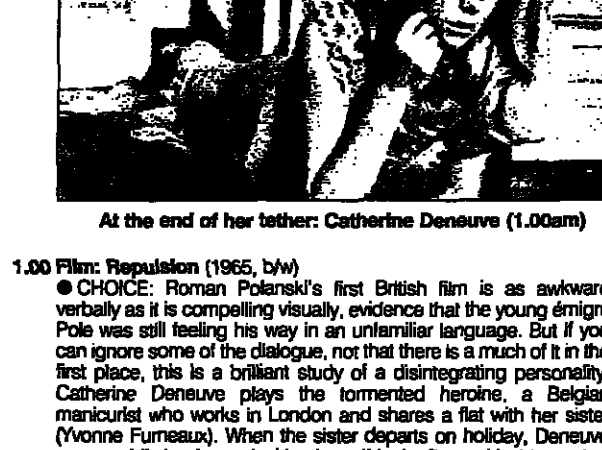 At the end of her tether: Catherine Deneuve (1.00am)
1.00 Film: Repulsion (1965, b/w)
● CHOICE: Roman Polanski's first British film is as awkwar
verbally as it is compelling visually, evidence that the young émigr
Pole was still feeling his way in an unfamiliar language. But if you
can ignore some of the dialogue, not that there is a much of it in the
first place, this is a brilliant study of a disintegrating personality
Catherine Deneuve plays the tormented heroine, a Belgian
manicurist who works in London and shares a flat with her siste
(Yvonne Furneaux). When the sister departs on holiday, Deneuve